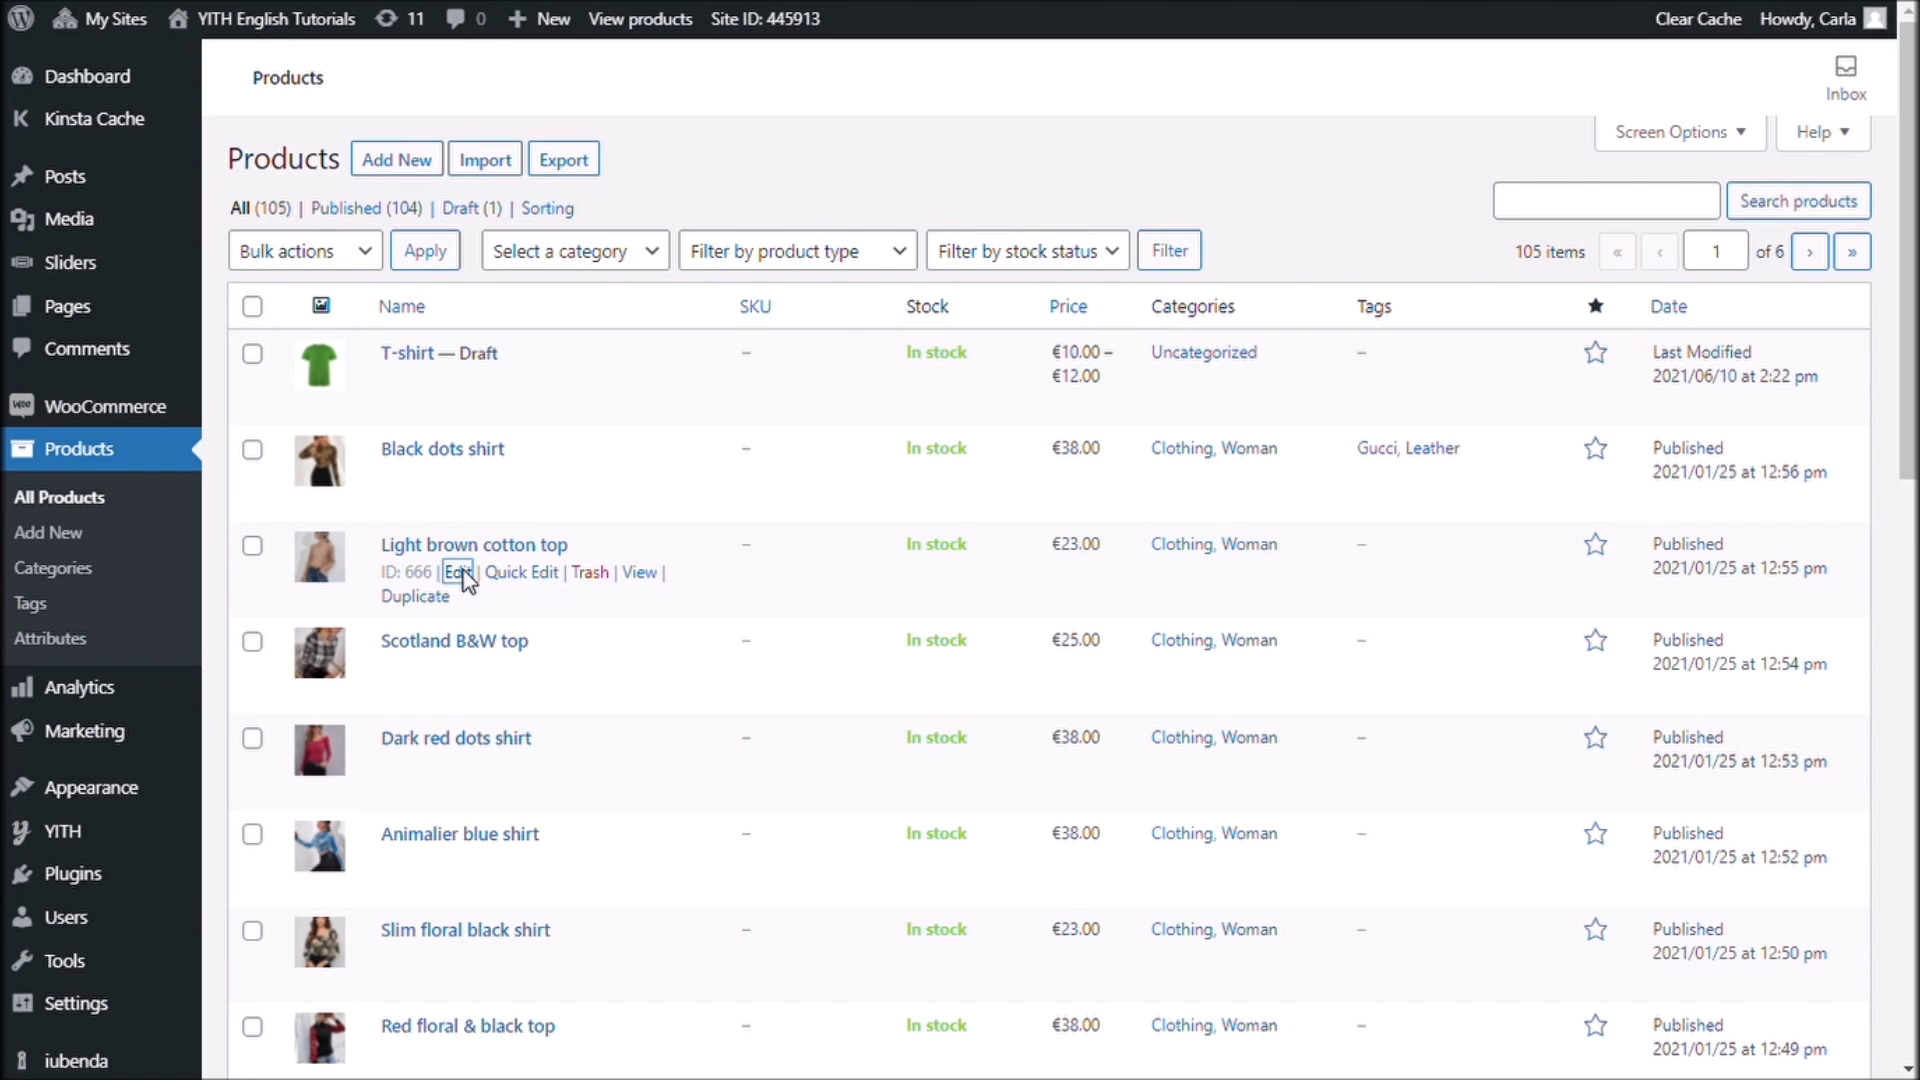 My Sites YITH English Tutorials 11 0 New View products Site ID: 445913 Clear Cache Howdy, Carla
Dashboard
Kinsta Cache
Posts
Media
Sliders
Pages
Comments
WooCommerce
Products
All Products
Add New
Categories
Tags
Attributes
Analytics
Marketing
Appearance
YITH
Plugins
Users
Tools
Settings
iubenda
Products
Inbox
Screen Options Help
Products Add New Import Export
All (105) | Published (104) | Draft (1) | Sorting
Search products
Bulk actions Apply Select a category Filter by product type Filter by stock status Filter 105 items « ‹ 1 of 6 › »
Name SKU Stock Price Categories Tags Date
T-shirt — Draft – In stock €10.00 – Uncategorized – Last Modified
€12.00 2021/06/10 at 2:22 pm
Black dots shirt – In stock €38.00 Clothing, Woman Gucci, Leather Published
2021/01/25 at 12:56 pm
Light brown cotton top – In stock €23.00 Clothing, Woman – Published
ID: 666 | Edit | Quick Edit | Trash | View | 2021/01/25 at 12:55 pm
Duplicate
Scotland B&W top – In stock €25.00 Clothing, Woman – Published
2021/01/25 at 12:54 pm
Dark red dots shirt – In stock €38.00 Clothing, Woman – Published
2021/01/25 at 12:53 pm
Animalier blue shirt – In stock €38.00 Clothing, Woman – Published
2021/01/25 at 12:52 pm
Slim floral black shirt – In stock €23.00 Clothing, Woman – Published
2021/01/25 at 12:50 pm
Red floral & black top – In stock €38.00 Clothing, Woman – Published
2021/01/25 at 12:49 pm